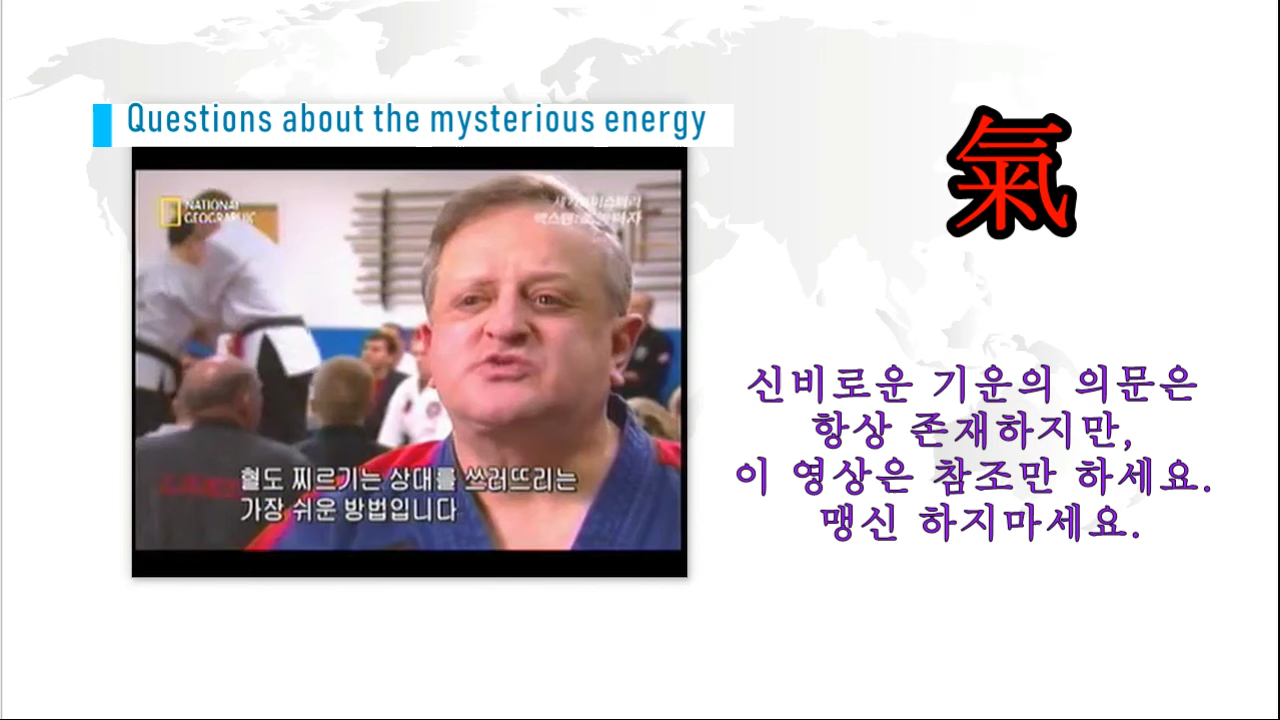 Questions about the mysterious energy
氣
NATIONAL
GEOGRAPHIC
혈도 찌르기는 상대를 쓰러뜨리는
가장 쉬운 방법입니다
신비로운 기운의 의문은
항상 존재하지만,
이 영상은 참조만 하세요.
맹신 하지마세요.